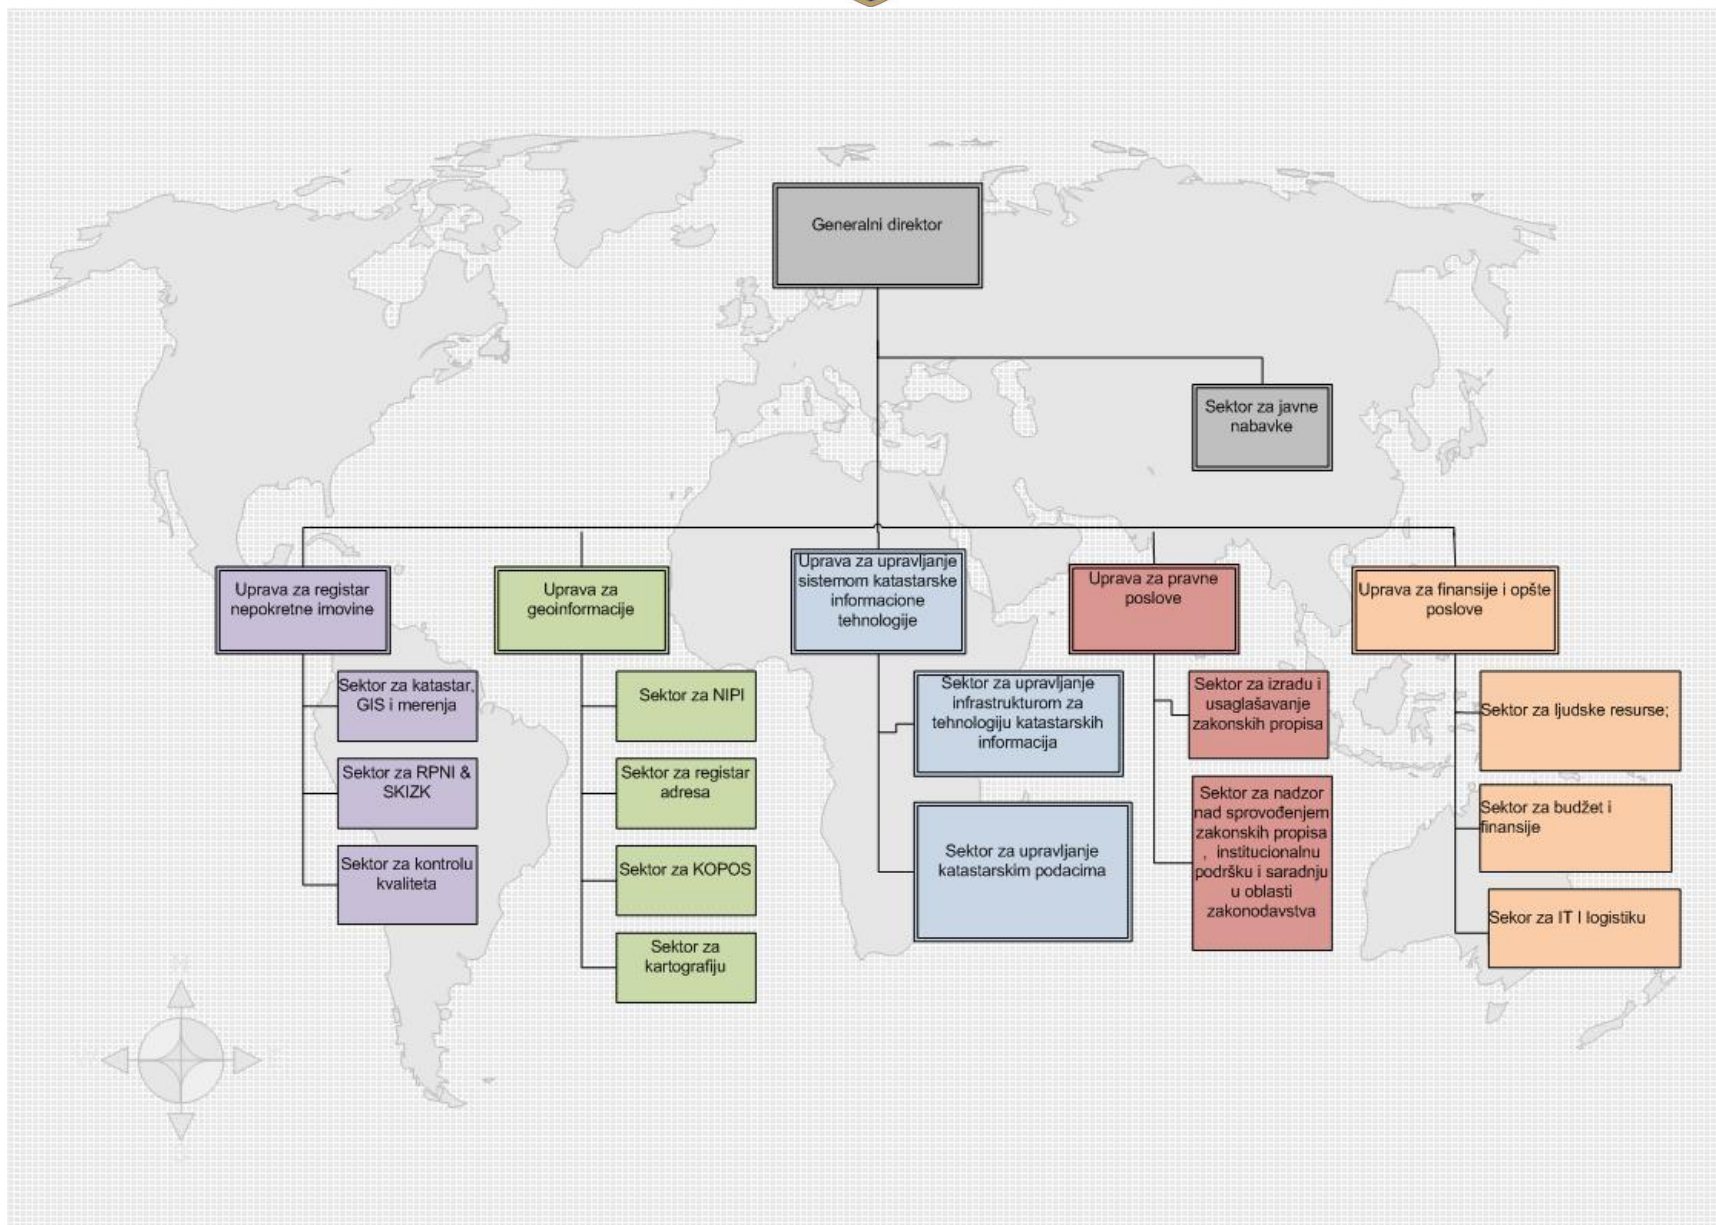 Generalni direktor
Sektor za javne
nabavke
Uprava za registar
nepokretne imovine
Uprava za
geoinformacije
Uprava za upravljanje
sistemom katastarske
informacione
tehnologije
Uprava za pravne
poslove
Uprava za finansije i opšte
poslove
Sektor za katastar,
GIS i merenja
Sektor za RPNI &
SKIZK
Sektor za kontrolu
kvaliteta
Sektor za NIPI
Sektor za registar
adresa
Sektor za KOPOS
Sektor za
kartografiju
Sektor za upravljanje
infrastrukturom za
tehnologiju katastarskih
informacija
Sektor za upravljanje
katastarskim podacima
Sektor za izradu i
usaglašavanje
zakonskih propisa
Sektor za nadzor
nad sprovođenjem
zakonskih propisa
, institucionalnu
podršku i saradnju
u oblasti
zakonodavstva
Sektor za ljudske resurse;
Sektor za budžet i
finansije
Sekor za IT I logistiku